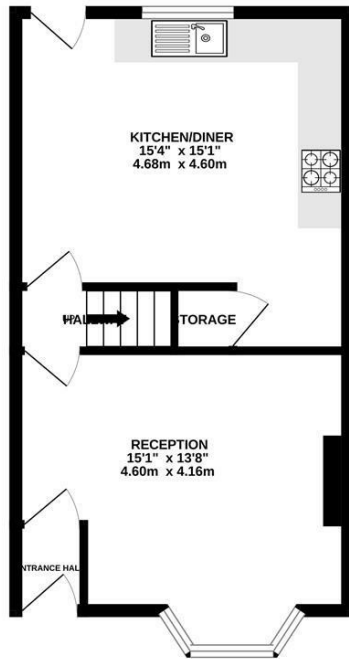 KITCHEN/DINER
15'4" x 15'1"
4.68m x 4.60m
STORAGE
RECEPTION
15'1" x 13'8"
4.60m x 4.16m
NTRANCE HAL